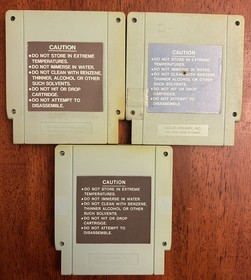 CAUTION
●DO NOT STORE IN EXTREME
TEMPERATURES.
●DO NOT IMMERSE IN WATER.
●DO NOT CLEAN WITH BENZENE,
THINNER, ALCOHOL OR OTHER
SUCH SOLVENTS.
●DO NOT HIT OR DROP
CARTRIDGE.
●DO NOT ATTEMPT TO
DISASSEMBLE.
CAUTION
●DO NOT STORE IN EXTREME
TEMPERATURES.
●DO NOT IMMERSE IN WATER.
●DO NOT CLEAN WITH BENZENE,
THINNER, ALCOHOL OR OTHER
SUCH SOLVENTS.
●DO NOT HIT OR DROP
CARTRIDGE.
●DO NOT ATTEMPT TO
DISASSEMBLE.
CAUTION
●DO NOT STORE IN EXTREME
TEMPERATURES.
●DO NOT IMMERSE IN WATER.
●DO NOT CLEAN WITH BENZENE,
THINNER, ALCOHOL OR OTHER
SUCH SOLVENTS
●DO NOT HIT OR DROP
CARTRIDGE.
●DO NOT ATTEMPT TO
DISASSEMBLE.